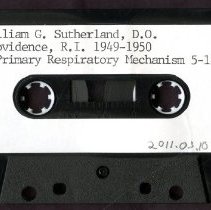 lliam G. Sutherland, D.O.
ovidence, R.I. 1949-1950
Primary Respiratory Mechanism 5-1
2011.03.10